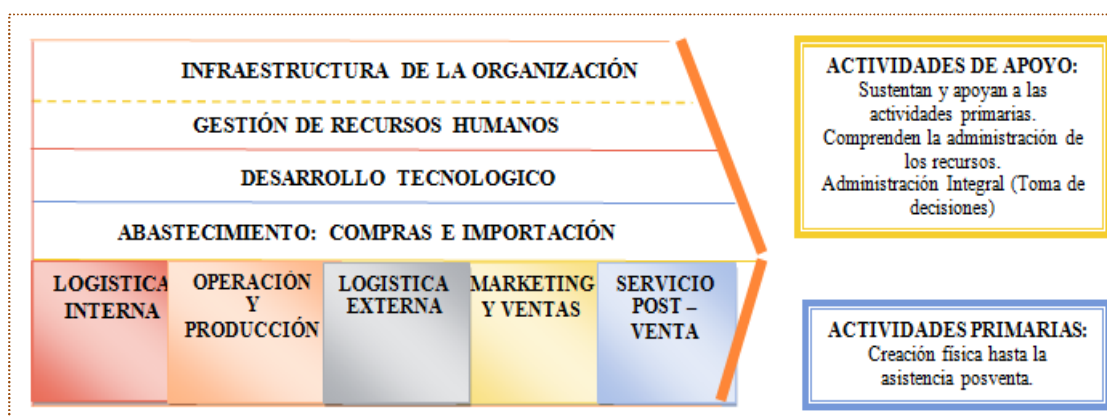 INFRAESTRUCTURA DE LA ORGANIZACIÓN
GESTIÓN DE RECURSOS HUMANOS
DESARROLLO TECNOLOGICO
ABASTECIMIENTO: COMPRAS E IMPORTACIÓN
LOGISTICA
INTERNA
OPERACIÓN
Y
PRODUCCIÓN
LOGISTICA
EXTERNA
MARKETING
Y VENTAS
SERVICIO
POST –
VENTA
ACTIVIDADES DE APOYO:
Sustentan y apoyan a las
actividades primarias.
Comprenden la administración de
los recursos.
Administración Integral (Toma de
decisiones)
ACTIVIDADES PRIMARIAS:
Creación física hasta la
asistencia posventa.